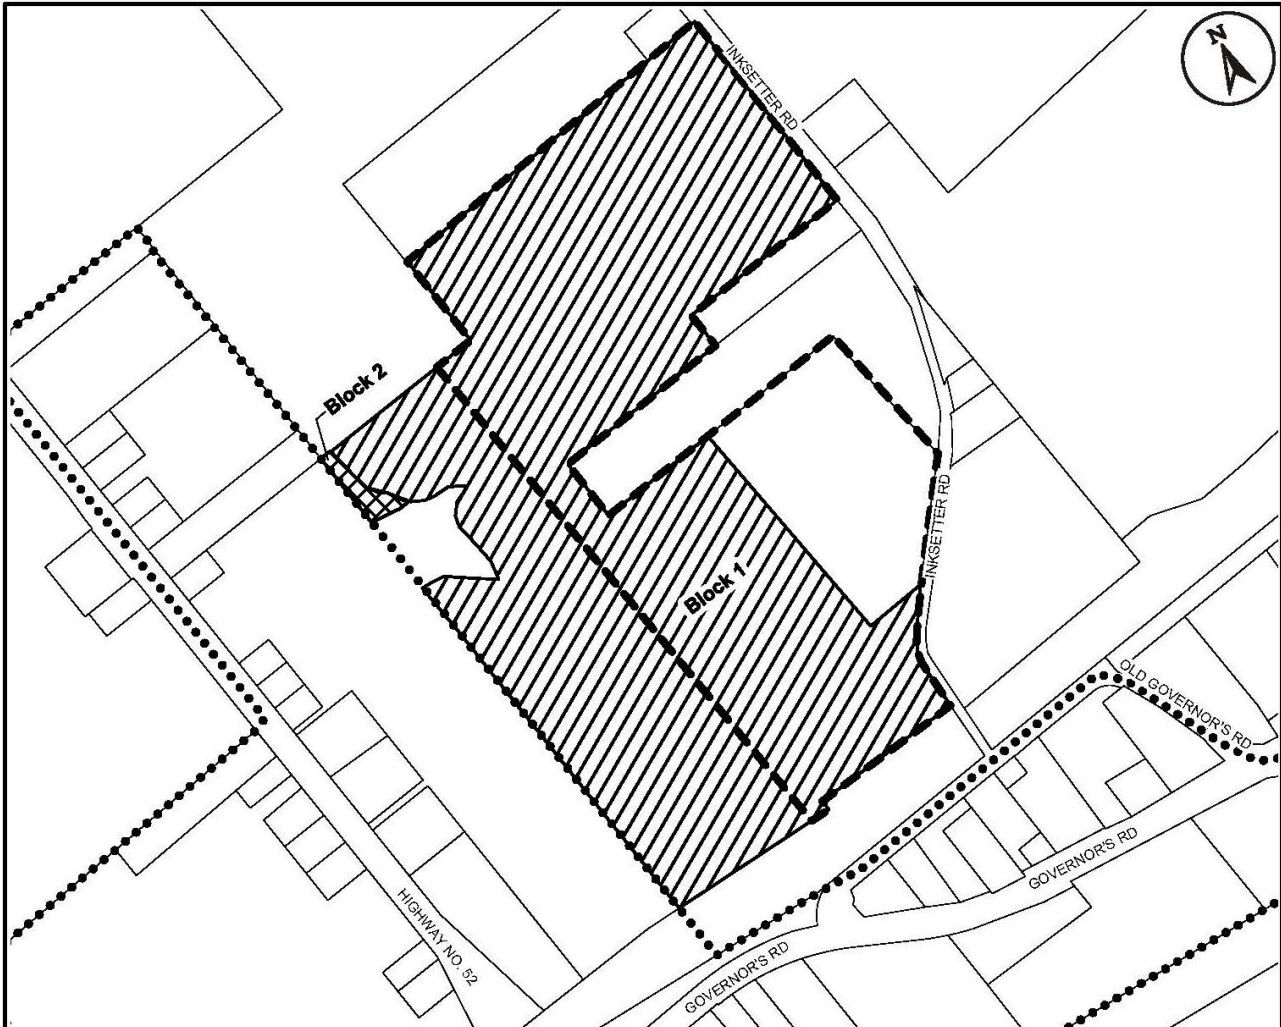 N
INKSETTER RD
Block 2
INKSETTER RD
Block 1
OLD GOVERNOR'S RD
GOVERNOR'S RD
HIGHWAY NO. 52
GOVERNOR'S RD